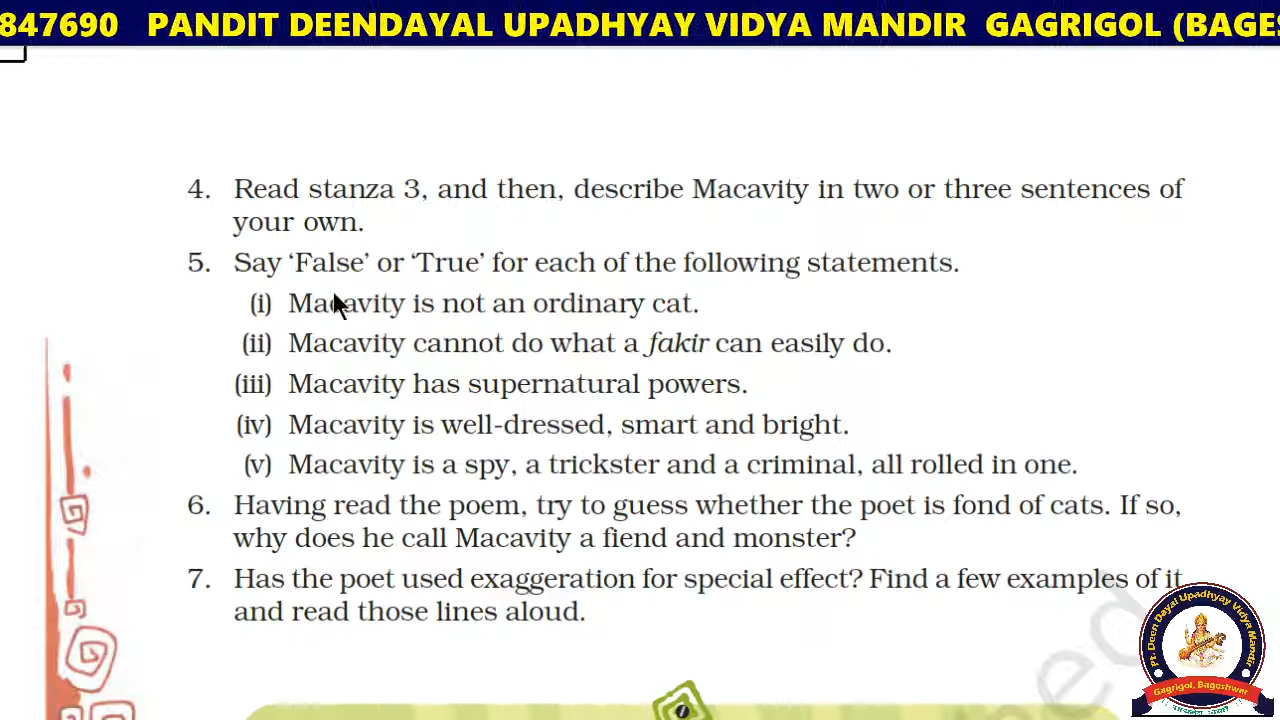 847690 PANDIT DEENDAYAL UPADHYAY VIDYA MANDIR GAGRIGOL (BAGES
4. Read stanza 3, and then, describe Macavity in two or three sentences of
your own.
5. Say ‘False’ or ‘True’ for each of the following statements.
(i) Macavity is not an ordinary cat.
(ii) Macavity cannot do what a fakir can easily do.
(iii) Macavity has supernatural powers.
(iv) Macavity is well-dressed, smart and bright.
(v) Macavity is a spy, a trickster and a criminal, all rolled in one.
6. Having read the poem, try to guess whether the poet is fond of cats. If so,
why does he call Macavity a fiend and monster?
7. Has the poet used exaggeration for special effect? Find a few examples of it
and read those lines aloud.
Pt. Deen Dayal Upadhyay Vidya Mandir
Gagrigol, Bageshwar